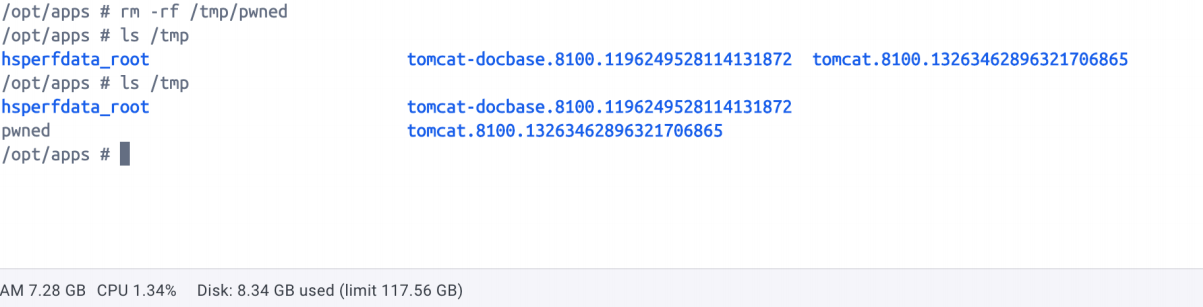 /opt/apps # rm -rf /tmp/pwned
/opt/apps # ls /tmp
hsperfdata_root tomcat-docbase.8100.1196249528114131872 tomcat.8100.13263462896321706865
/opt/apps # ls /tmp
hsperfdata_root tomcat-docbase.8100.1196249528114131872
pwned tomcat.8100.13263462896321706865
/opt/apps #
AM 7.28 GB CPU 1.34% Disk: 8.34 GB used (limit 117.56 GB)